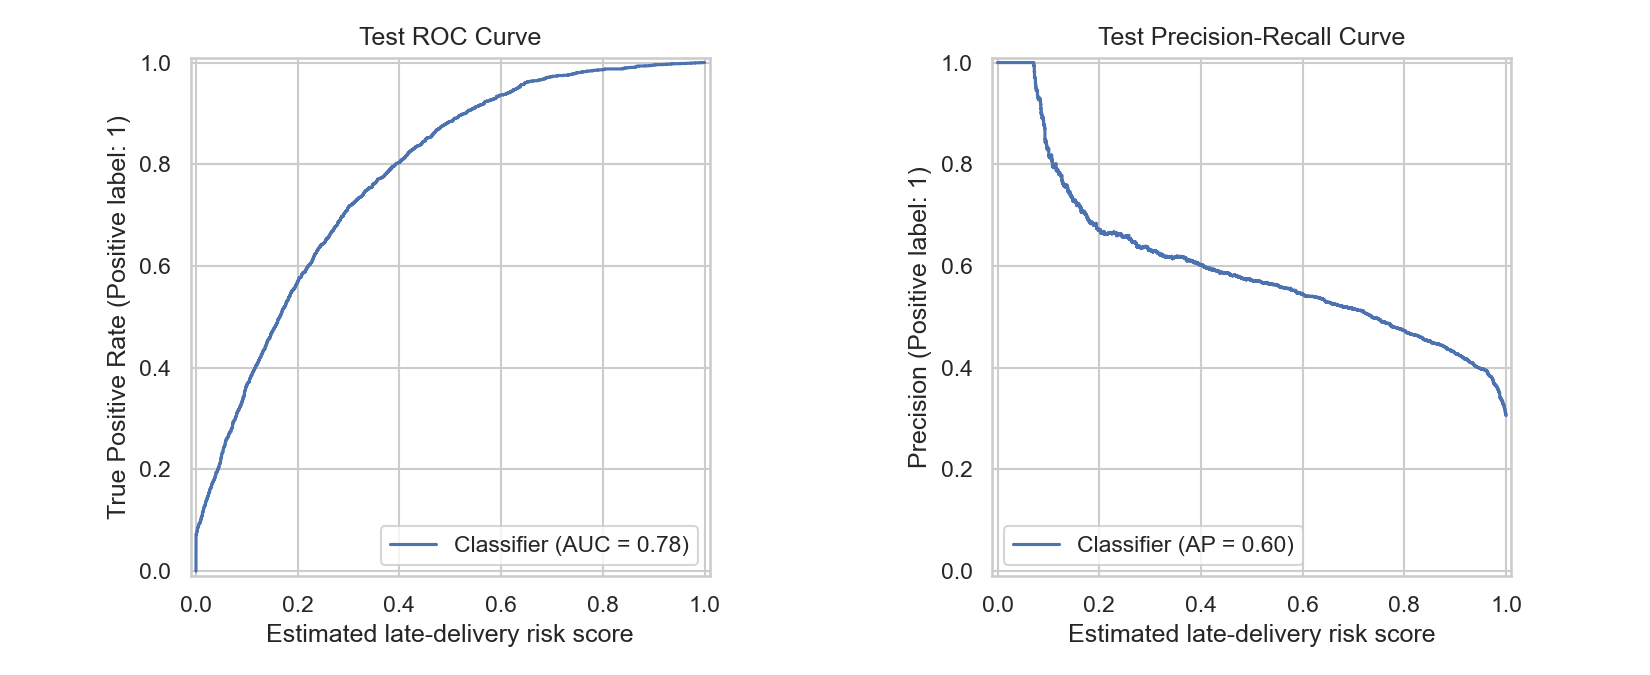 Test ROC Curve
True Positive Rate (Positive label: 1)
1.0
0.8
0.6
0.4
0.2
0.0
Classifier (AUC = 0.78)
0.0 0.2 0.4 0.6 0.8 1.0
Estimated late-delivery risk score
Test Precision-Recall Curve
Precision (Positive label: 1)
1.0
0.8
0.6
0.4
0.2
0.0
Classifier (AP = 0.60)
0.0 0.2 0.4 0.6 0.8 1.0
Estimated late-delivery risk score